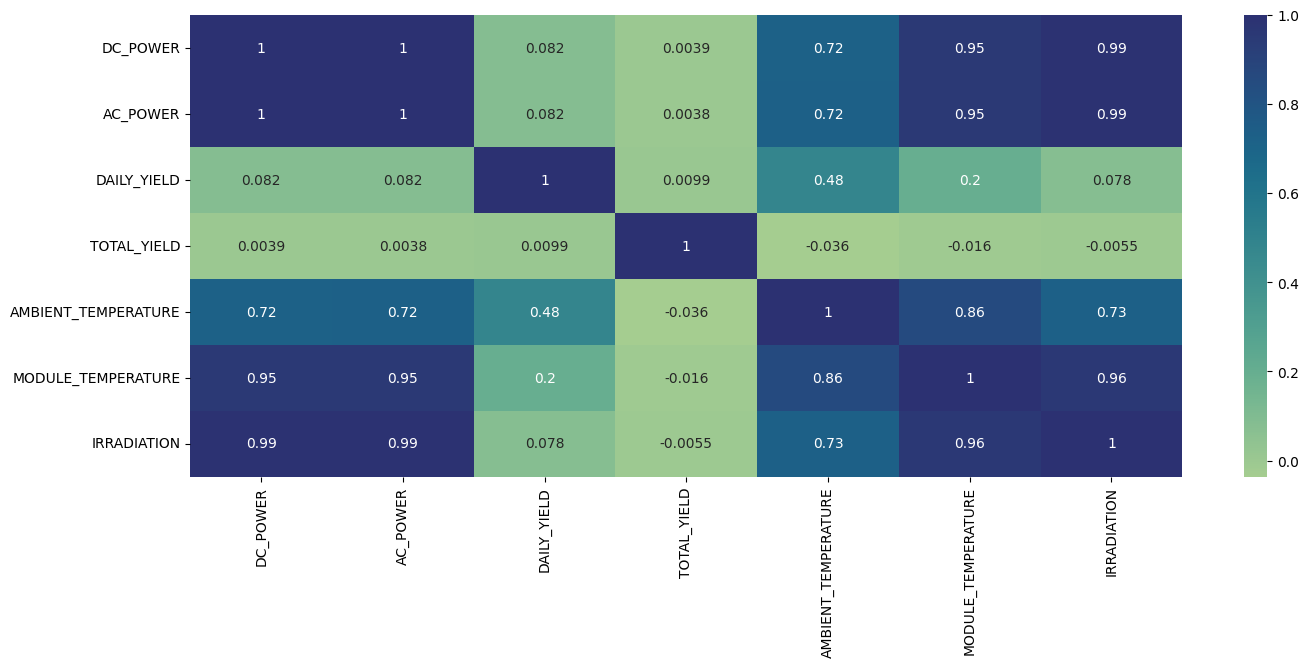 DC_POWER 1 1 0.082 0.0039 0.72 0.95 0.99
AC_POWER 1 1 0.082 0.0038 0.72 0.95 0.99
DAILY_YIELD 0.082 0.082 1 0.0099 0.48 0.2 0.078
TOTAL_YIELD 0.0039 0.0038 0.0099 1 -0.036 -0.016 -0.0055
AMBIENT_TEMPERATURE 0.72 0.72 0.48 -0.036 1 0.86 0.73
MODULE_TEMPERATURE 0.95 0.95 0.2 -0.016 0.86 1 0.96
IRRADIATION 0.99 0.99 0.078 -0.0055 0.73 0.96 1
DC_POWER
AC_POWER
DAILY_YIELD
TOTAL_YIELD
AMBIENT_TEMPERATURE
MODULE_TEMPERATURE
IRRADIATION
1.0
0.8
0.6
0.4
0.2
0.0